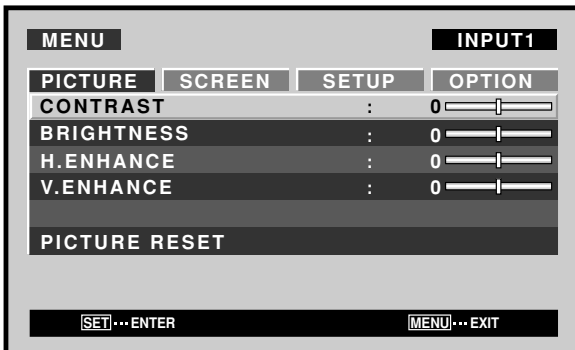 MENU INPUT1
PICTURE SCREEN SETUP OPTION
CONTRAST : 0
BRIGHTNESS : 0
H.ENHANCE : 0
V.ENHANCE : 0
PICTURE RESET
SET···ENTER MENU···EXIT